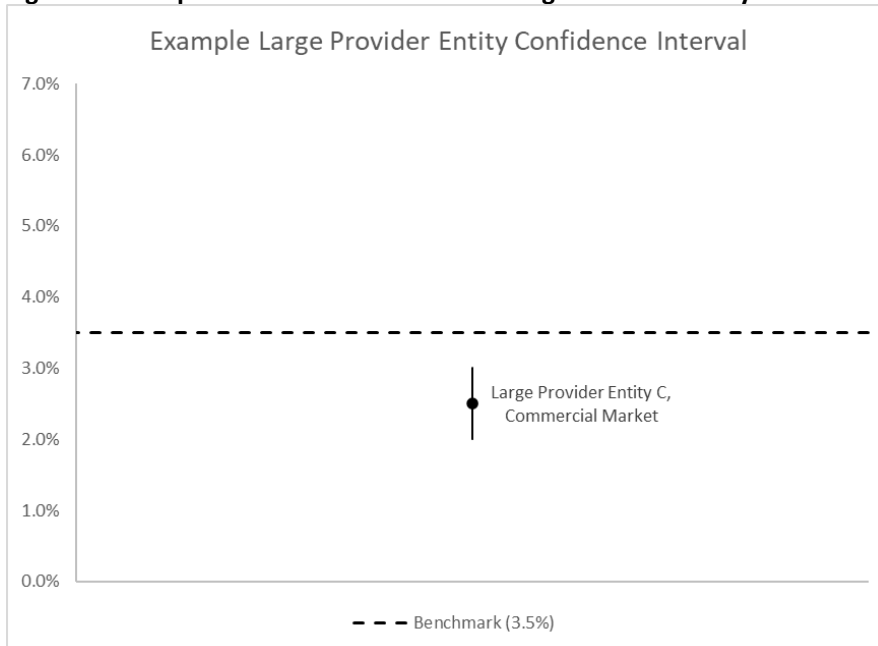 Example Large Provider Entity Confidence Interval
7.0%
6.0%
5.0%
4.0%
3.0%
Large Provider Entity C,
Commercial Market
2.0%
1.0%
0.0%
Benchmark (3.5%)